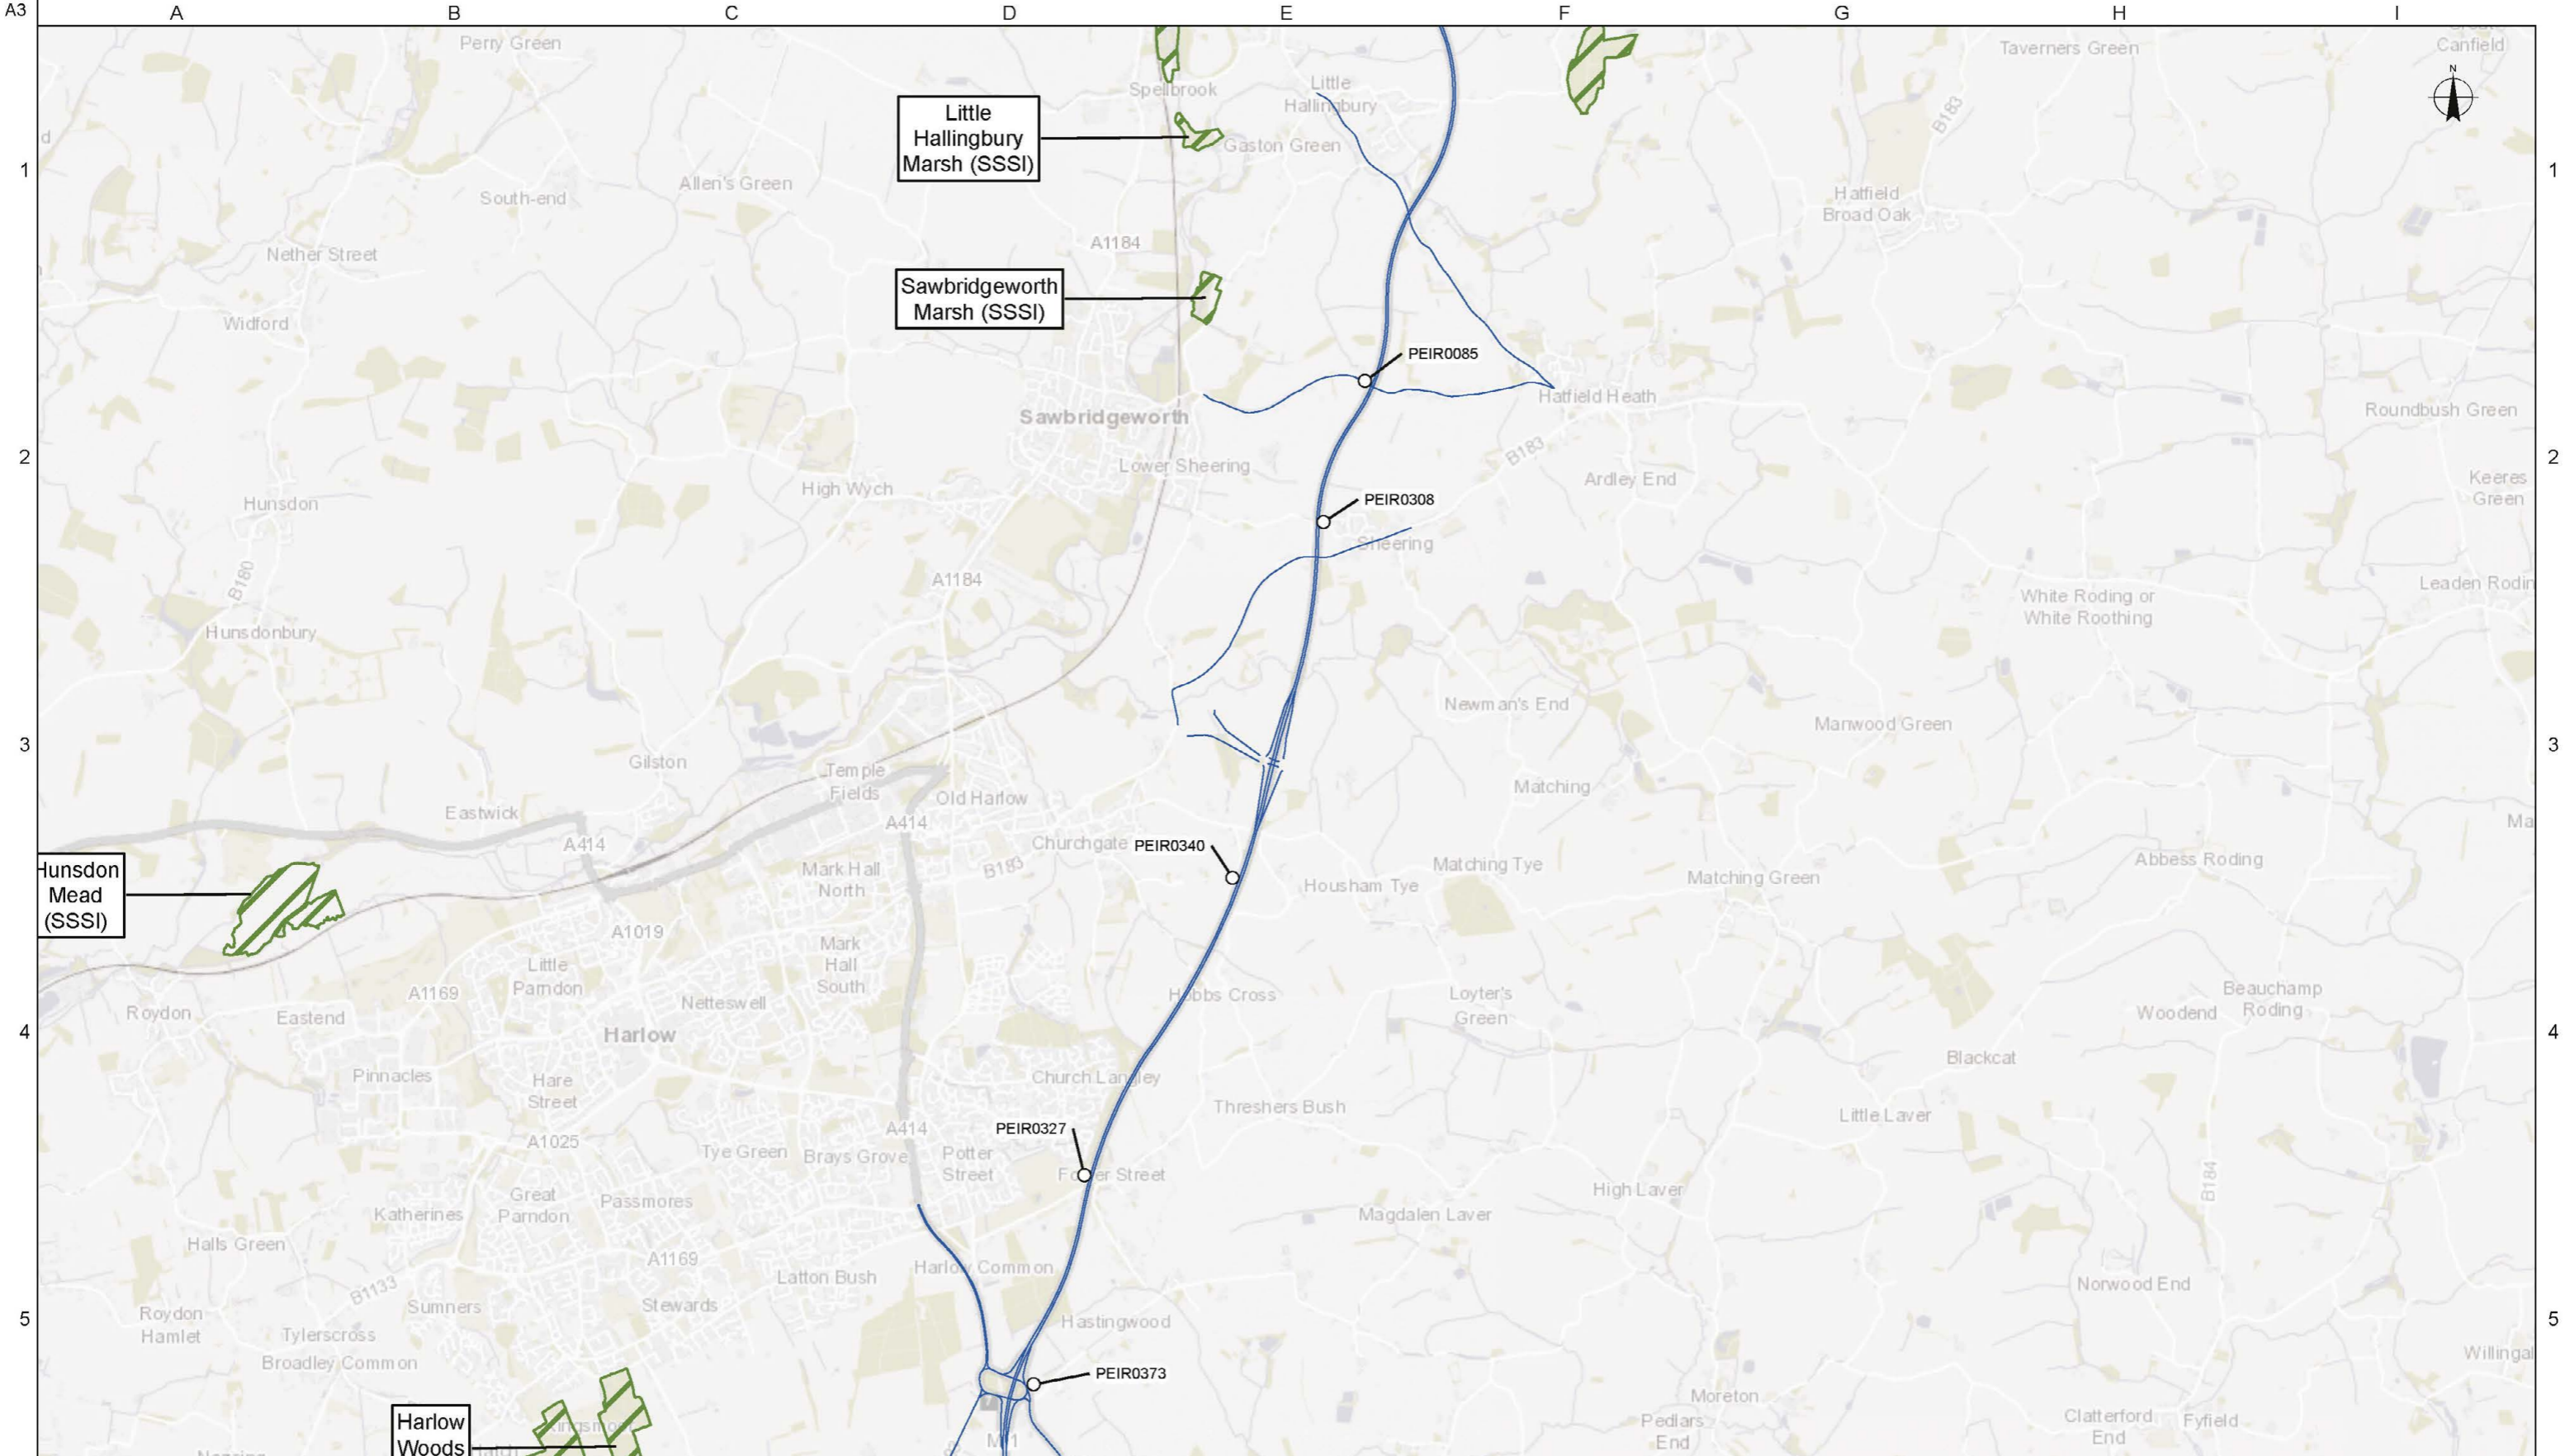 A3
A
B
C
D
E
F
G
H
I
Perry Green
Taverners Green
Canfield
N
Spellbrook
Little
Hallingbury
Little
Hallingbury
Marsh (SSSI)
Gaston Green
B183
d
1
1
South-end
Allen's Green
Hatfield
Broad Oak
Nether Street
A1184
Sawbridgeworth
Marsh (SSSI)
Widford
PEIR0085
Hatfield Heath
Sawbridgeworth
Roundbush Green
2
2
Lower Sheering
B183
Ardley End
Keeres
Green
High Wych
Hunsdon
PEIR0308
Sheering
B180
A1184
Leaden Rodin
White Roding or
White Roothing
Hunsdonbury
Newman's End
Manwood Green
3
3
Gilston
Temple
Fields
Old Harlow
Matching
Eastwick
A414
A414
Churchgate
PEIR0340
Ma
Hunsdon
Mead
(SSSI)
Mark Hall
North
B183
Matching Tye
Abbess Roding
Housham Tye
Matching Green
A1019
Mark
Hall
South
Little
Parndon
A1169
Netteswell
Hobbs Cross
Loyter's
Green
Beauchamp
Roding
Woodend
Roydon
Eastend
4
4
Harlow
Blackcat
Pinnacles
Hare
Street
Church Langley
Threshers Bush
Little Laver
A1025
A414
PEIR0327
Tye Green
Brays Grove
Potter
Street
Foster Street
B184
High Laver
Great
Parndon
Passmores
Katherines
Magdalen Laver
Halls Green
A1169
Latton Bush
Harlow Common
B1133
Norwood End
Sumners
Stewards
Roydon
Hamlet
5
5
Tylerscross
Hastingwood
Broadley Common
Willingal
PEIR0373
Moreton
7
Harlow
Woods
Kingsmoor
Pedlars
End
Clatterford
End
Fyfield
M11